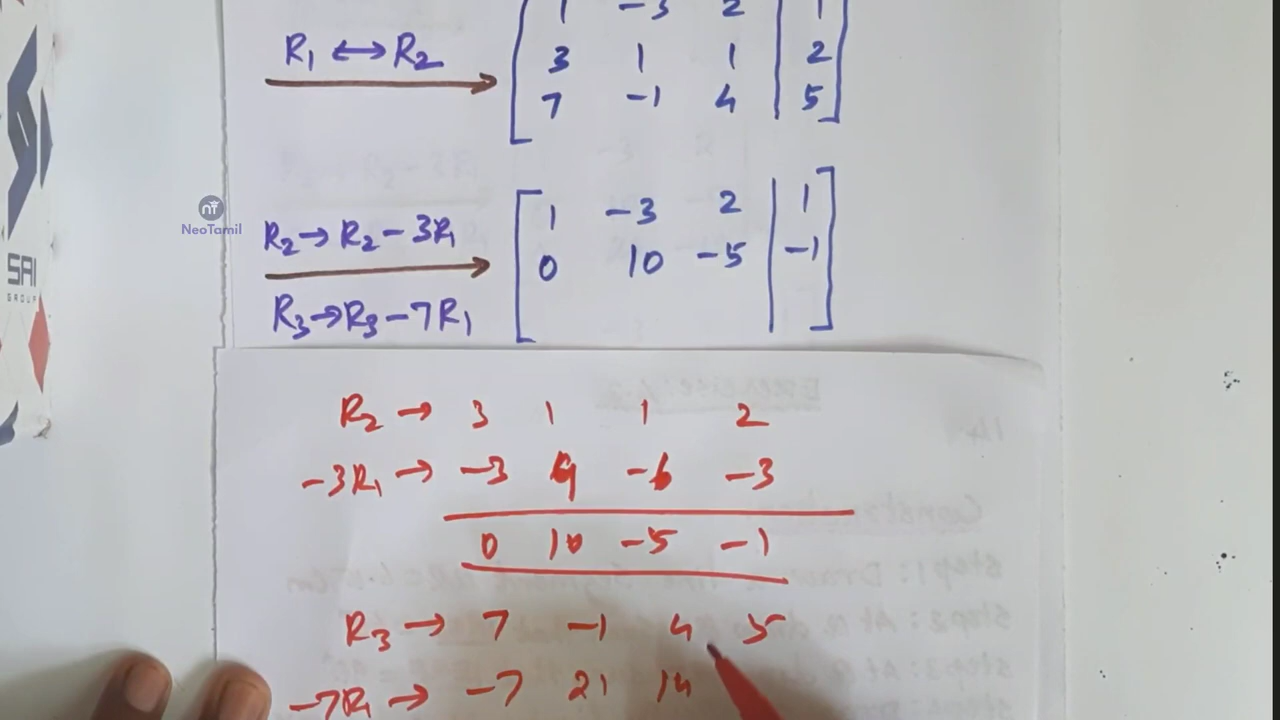 1 -3 2 | 1
R1 ↔ R2
3 1 1 | 2
7 -1 4 | 5
NeoTamil
R2 → R2 - 3R1
1 -3 2 | 1
0 10 -5 | -1
R3 → R3 - 7R1
SAI
GROUP
R2 → 3 1 1 2
-3R1 → -3 9 -6 -3
0 10 -5 -1
R3 → 7 -1 4 5
-7R1 → -7 21 14